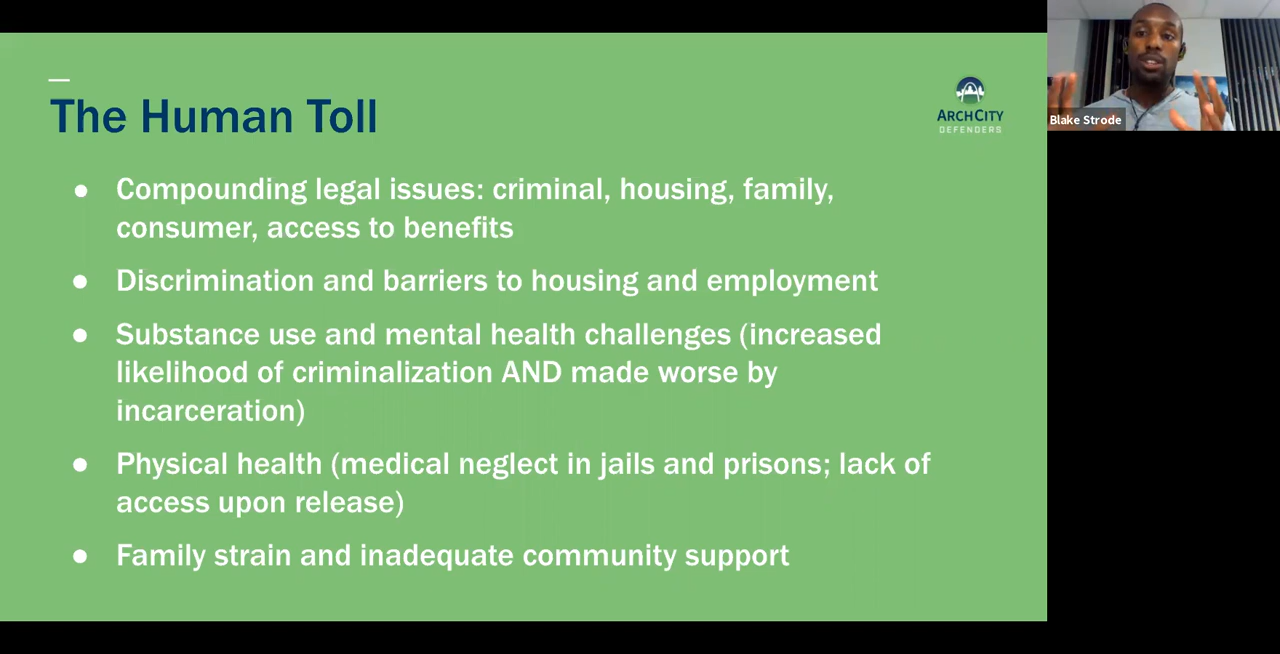 The Human Toll
ARCHCITY
DEFENDERS
Blake Strode
● Compounding legal issues: criminal, housing, family,
consumer, access to benefits
● Discrimination and barriers to housing and employment
● Substance use and mental health challenges (increased
likelihood of criminalization AND made worse by
incarceration)
● Physical health (medical neglect in jails and prisons; lack of
access upon release)
● Family strain and inadequate community support